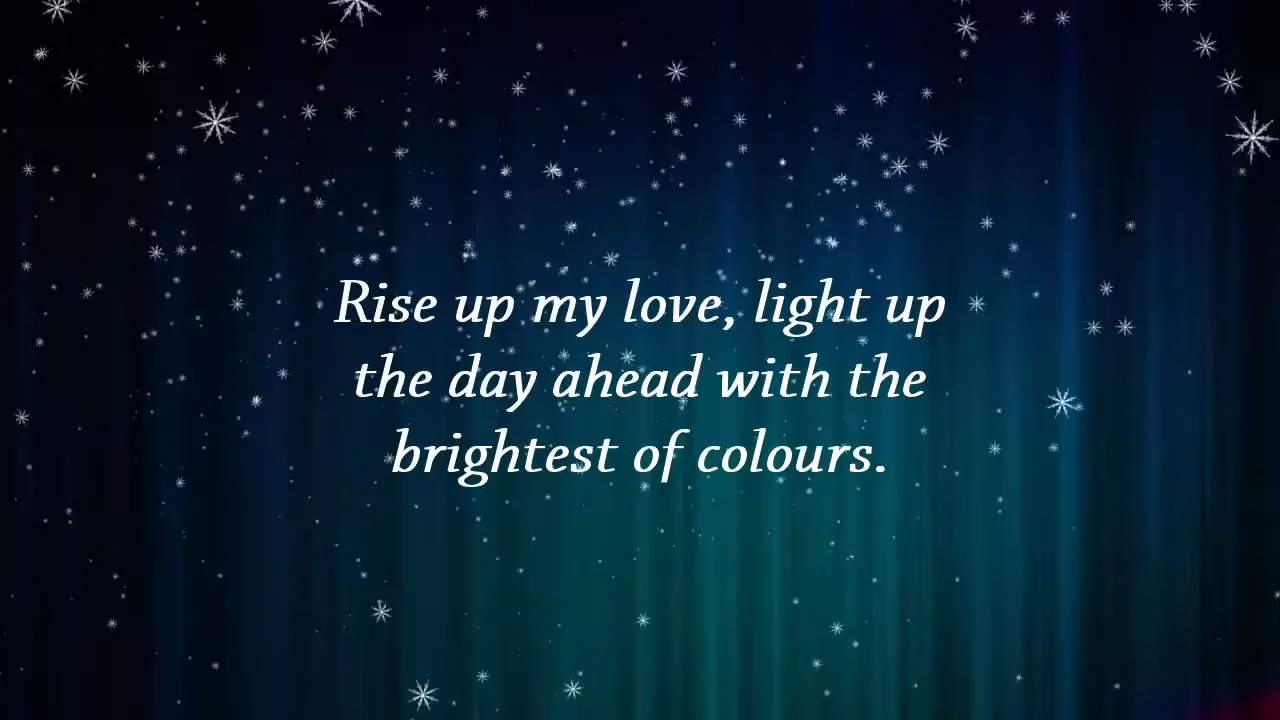 Rise up my love, light up
the day ahead with the
brightest of colours.